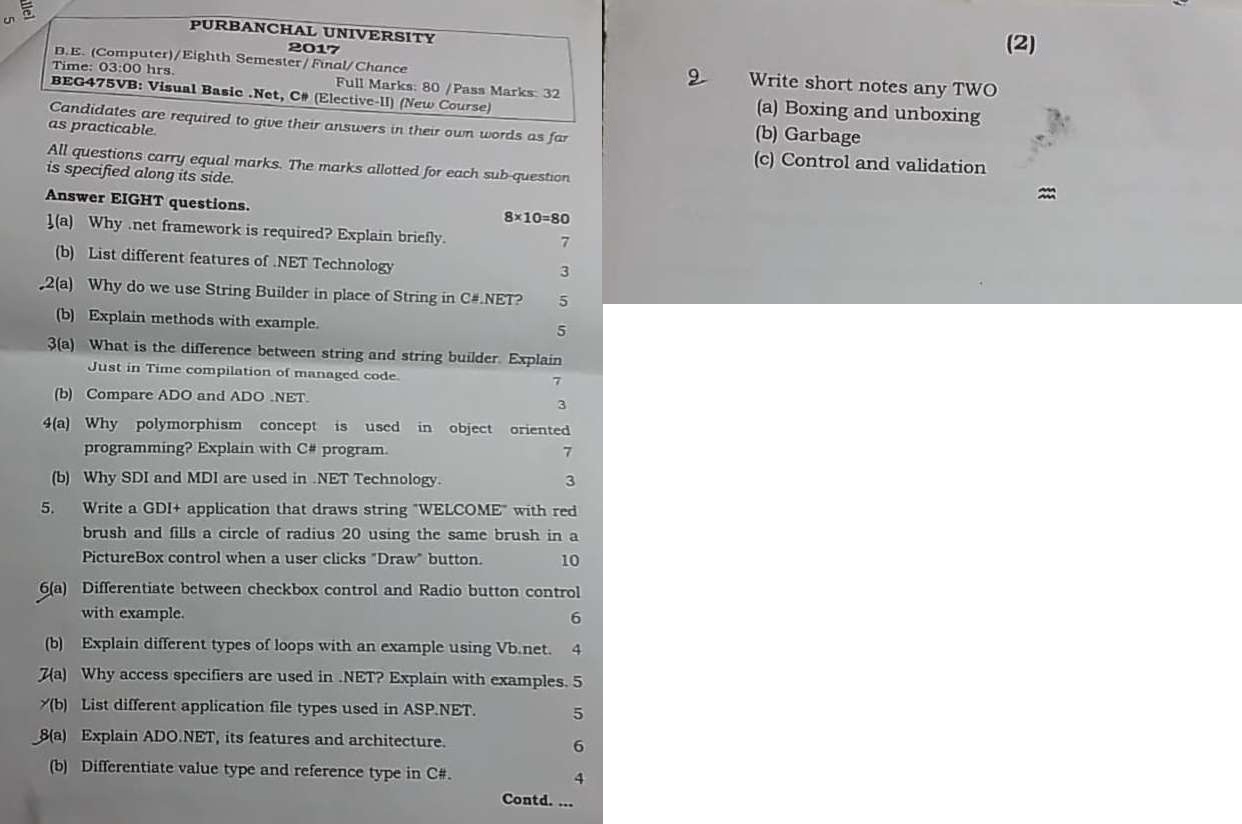 llel
5
PURBANCHAL UNIVERSITY
2017
B.E. (Computer)/Eighth Semester/Final/Chance
Time: 03:00 hrs.
Full Marks: 80 /Pass Marks: 32
BEG475VB: Visual Basic .Net, C# (Elective-II) (New Course)
Candidates are required to give their answers in their own words as far
as practicable.
All questions carry equal marks. The marks allotted for each sub-question
is specified along its side.
Answer EIGHT questions.
8×10=80
1(a) Why .net framework is required? Explain briefly. 7
(b) List different features of .NET Technology 3
2(a) Why do we use String Builder in place of String in C#.NET? 5
(b) Explain methods with example. 5
3(a) What is the difference between string and string builder. Explain
Just in Time compilation of managed code. 7
(b) Compare ADO and ADO .NET. 3
4(a) Why polymorphism concept is used in object oriented
programming? Explain with C# program. 7
(b) Why SDI and MDI are used in .NET Technology. 3
5. Write a GDI+ application that draws string "WELCOME" with red
brush and fills a circle of radius 20 using the same brush in a
PictureBox control when a user clicks "Draw" button. 10
6(a) Differentiate between checkbox control and Radio button control
with example. 6
(b) Explain different types of loops with an example using Vb.net. 4
7(a) Why access specifiers are used in .NET? Explain with examples. 5
(b) List different application file types used in ASP.NET. 5
8(a) Explain ADO.NET, its features and architecture. 6
(b) Differentiate value type and reference type in C#. 4
Contd. ...
(2)
9 Write short notes any TWO
(a) Boxing and unboxing
(b) Garbage
(c) Control and validation